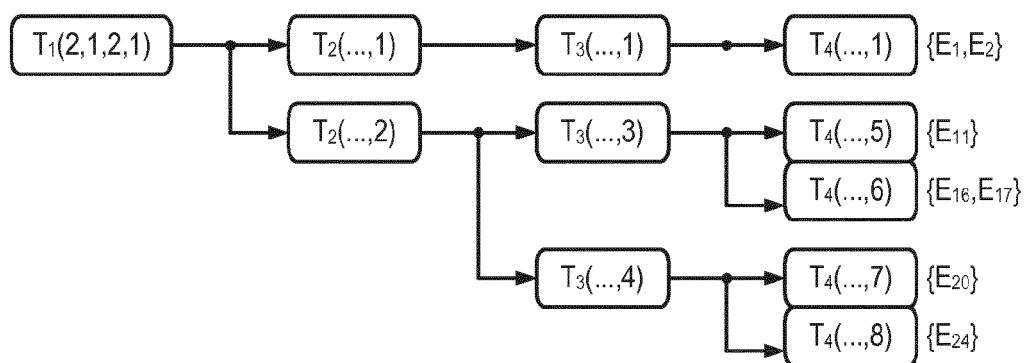 T₁(2,1,2,1) T₂(...,1) T₃(...,1) T₄(...,1) {E₁,E₂}
T₂(...,2) T₃(...,3) T₄(...,5) {E₁₁}
T₄(...,6) {E₁₆,E₁₇}
T₃(...,4) T₄(...,7) {E₂₀}
T₄(...,8) {E₂₄}